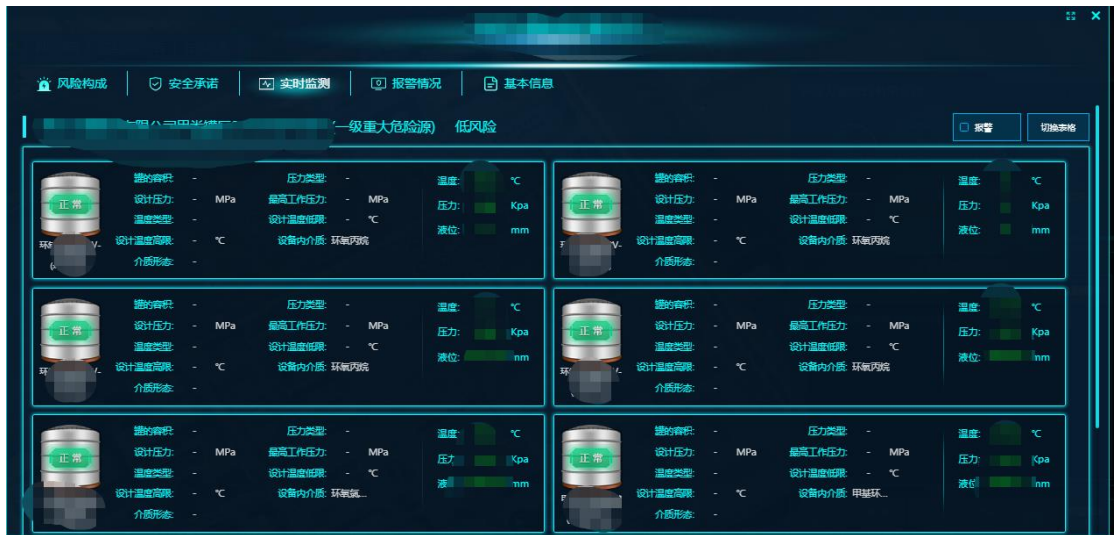 风险构成 安全承诺 实时监测 报警情况 基本信息
(一级重大危险源) 低风险 报警 切换表格
罐的容积: - 压力类型: - 温度: ℃
正常 设计压力: - MPa 最高工作压力: - MPa 压力: Kpa
温度类型: - 设计温度低限: - ℃ 液位: mm
设计温度高限: - ℃ 设备内介质: 环氧丙烷
介质形态: -
罐的容积: - 压力类型: - 温度: ℃
正常 设计压力: - MPa 最高工作压力: - MPa 压力: Kpa
温度类型: - 设计温度低限: - ℃ 液位: mm
设计温度高限: - ℃ 设备内介质: 环氧丙烷
介质形态: -
罐的容积: - 压力类型: - 温度: ℃
正常 设计压力: - MPa 最高工作压力: - MPa 压力: Kpa
温度类型: - 设计温度低限: - ℃ 液位: mm
设计温度高限: - ℃ 设备内介质: 环氧丙烷
介质形态: -
罐的容积: - 压力类型: - 温度: ℃
正常 设计压力: - MPa 最高工作压力: - MPa 压力: Kpa
温度类型: - 设计温度低限: - ℃ 液位: mm
设计温度高限: - ℃ 设备内介质: 环氧丙烷
介质形态: -
罐的容积: - 压力类型: - 温度: ℃
正常 设计压力: - MPa 最高工作压力: - MPa Kpa
温度类型: - 设计温度低限: - ℃ mm
设计温度高限: - ℃ 设备内介质: 环氧氯...
介质形态: -
罐的容积: - 压力类型: - 温度: ℃
正常 设计压力: - MPa 最高工作压力: - MPa 压力: Kpa
温度类型: - 设计温度低限: - ℃ 液位 mm
设计温度高限: - ℃ 设备内介质: 甲基环...
介质形态: -